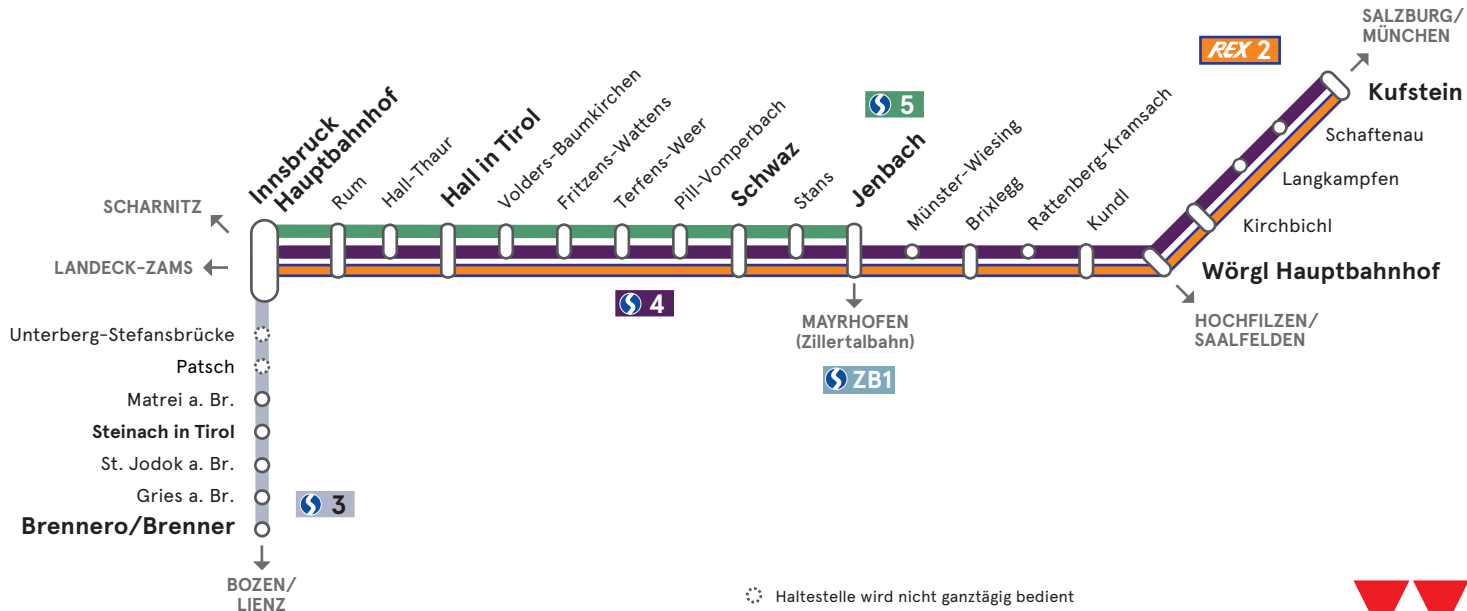 SALZBURG/
MÜNCHEN
REX 2
Kufstein
5
Schaftenau
Langkampfen
Kirchbichl
Wörgl Hauptbahnhof
Innsbruck
Hauptbahnhof
Rum
Hall-Thaur
Hall in Tirol
Volders-Baumkirchen
Fritzens-Wattens
Terfens-Weer
Pill-Vomperbach
Schwaz
Stans
Jenbach
Münster-Wiesing
Brixlegg
Rattenberg-Kramsach
Kundl
SCHARNITZ
LANDECK-ZAMS
4
MAYRHOFEN
(Zillertalbahn)
ZB1
HOCHFILZEN/
SAALFELDEN
Unterberg-Stefansbrücke
Patsch
Matrei a. Br.
Steinach in Tirol
St. Jodok a. Br.
Gries a. Br.
3
Brennero/Brenner
BOZEN/
LIENZ
Haltestelle wird nicht ganztägig bedient